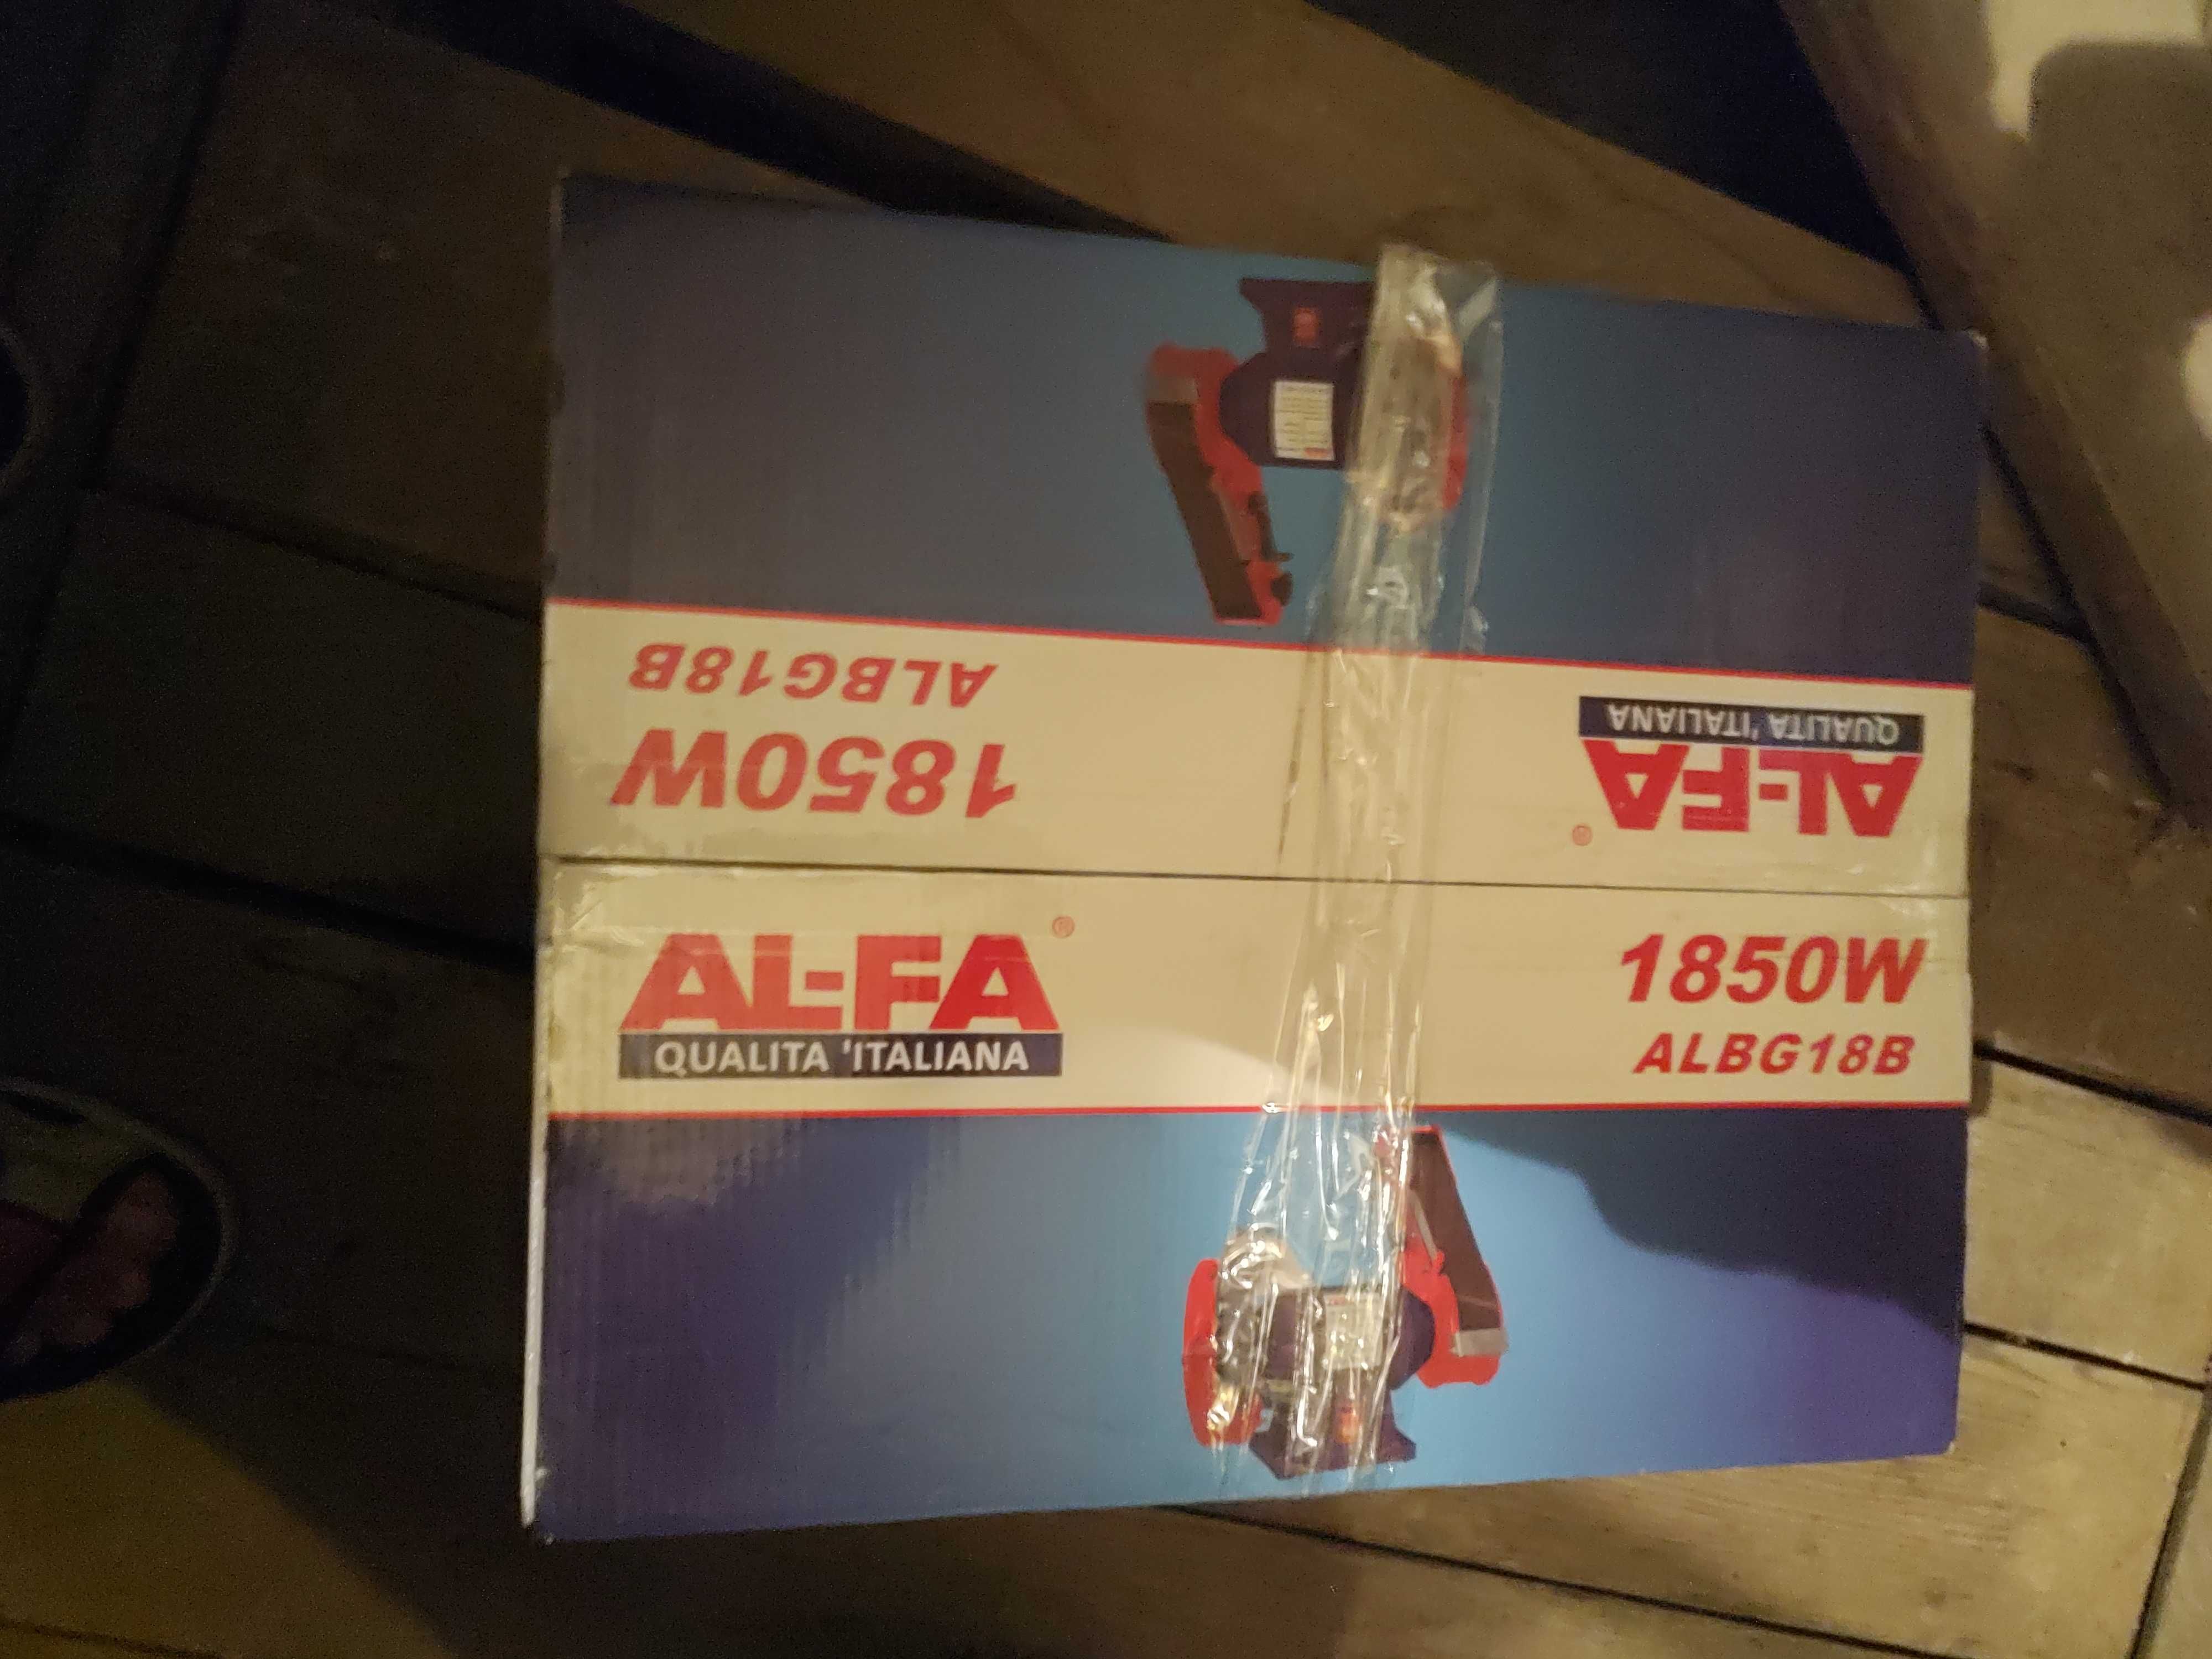 ALBG18B
1850W
AL-FA®
QUALITA 'ITALIANA
AL-FA®
QUALITA 'ITALIANA
1850W
ALBG18B